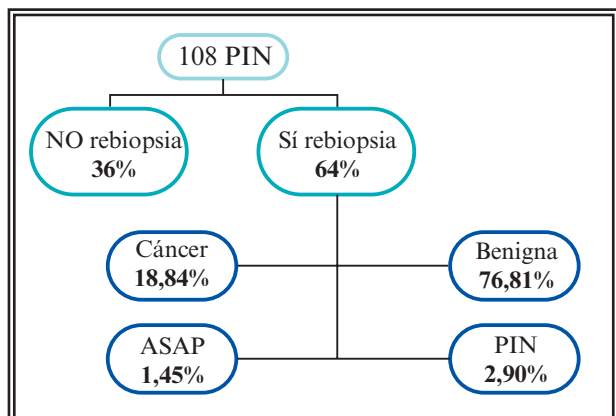 108 PIN
NO rebiopsia
36%
Sí rebiopsia
64%
Cáncer
18,84%
Benigna
76,81%
ASAP
1,45%
PIN
2,90%